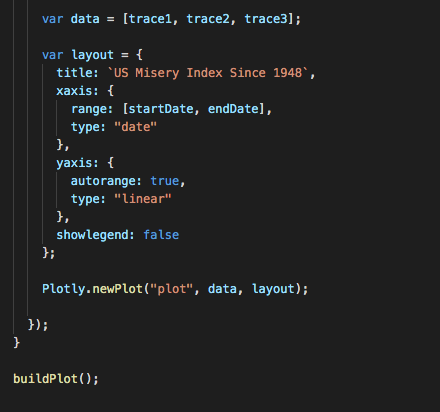 var data = [trace1, trace2, trace3];
var layout = {
title: `US Misery Index Since 1948`,
xaxis: {
range: [startDate, endDate],
type: "date"
},
yaxis: {
autorange: true,
type: "linear"
},
showlegend: false
};
Plotly.newPlot("plot", data, layout);
});
}
buildPlot();